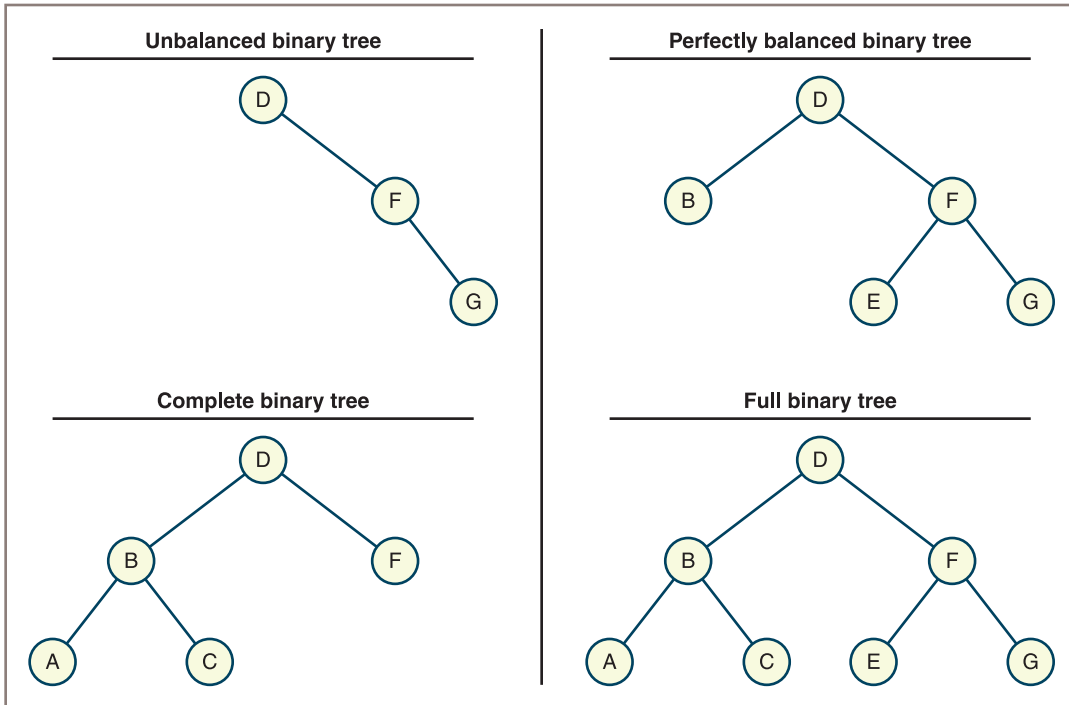 Unbalanced binary tree
D
F
G
Perfectly balanced binary tree
D
B F
E G
Complete binary tree
D
B F
A C
Full binary tree
D
B F
A C E G